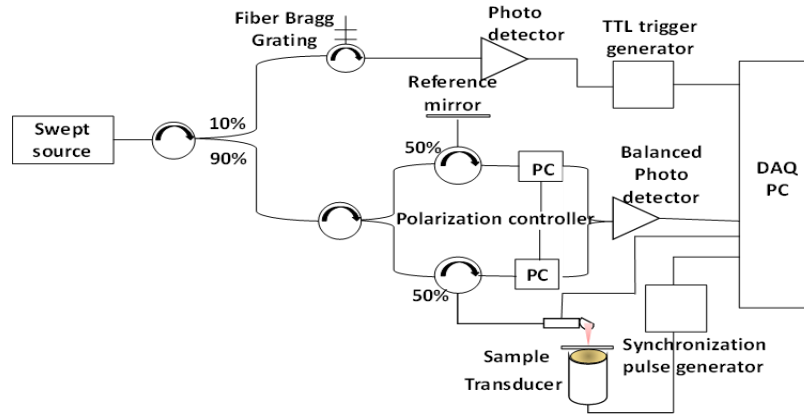 Fiber Bragg
Grating
Photo
detector
TTL trigger
generator
Swept
source
10%
90%
Reference
mirror
50%
PC
Balanced
Photo
detector
DAQ
PC
Polarization controller
50%
PC
Sample
Transducer
Synchronization
pulse generator